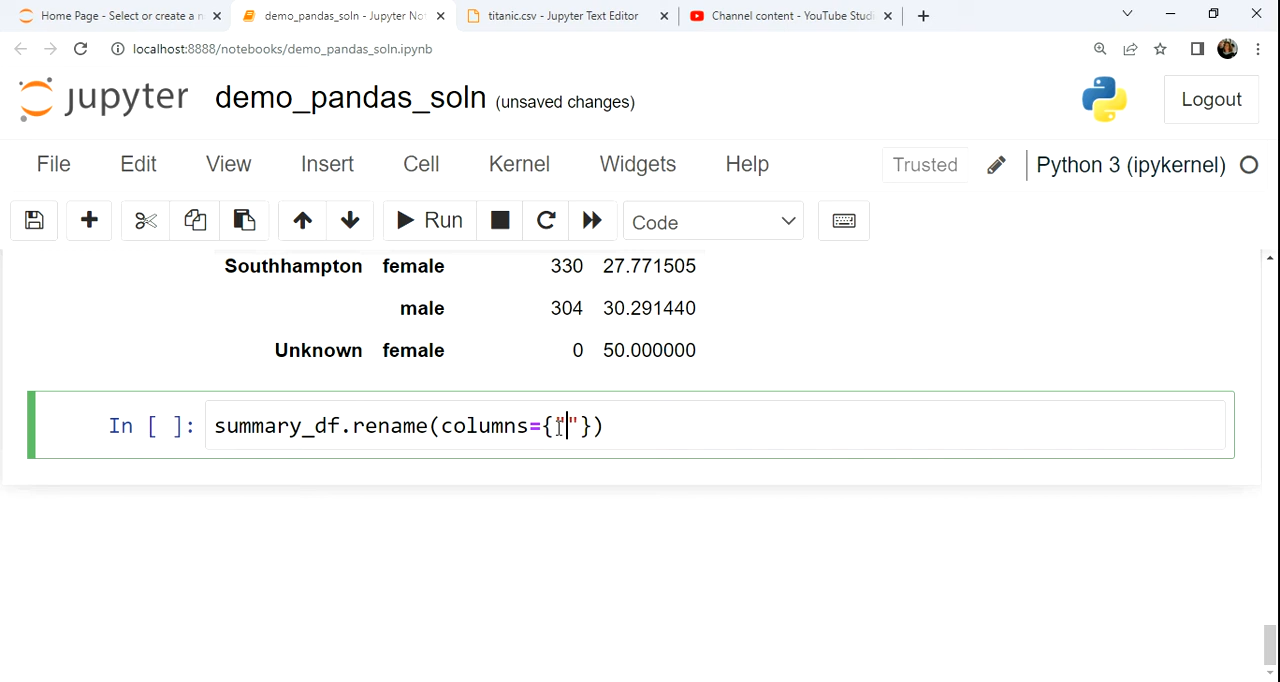 Home Page - Select or create a n
demo_pandas_soln - Jupyter No
titanic.csv - Jupyter Text Editor
Channel content - YouTube Studi
localhost:8888/notebooks/demo_pandas_soln.ipynb
jupyter demo_pandas_soln (unsaved changes)
Logout
File Edit View Insert Cell Kernel Widgets Help
Trusted
Python 3 (ipykernel)
Run
Code
Southhampton female 330 27.771505
male 304 30.291440
Unknown female 0 50.000000
In [ ]: summary_df.rename(columns={""})